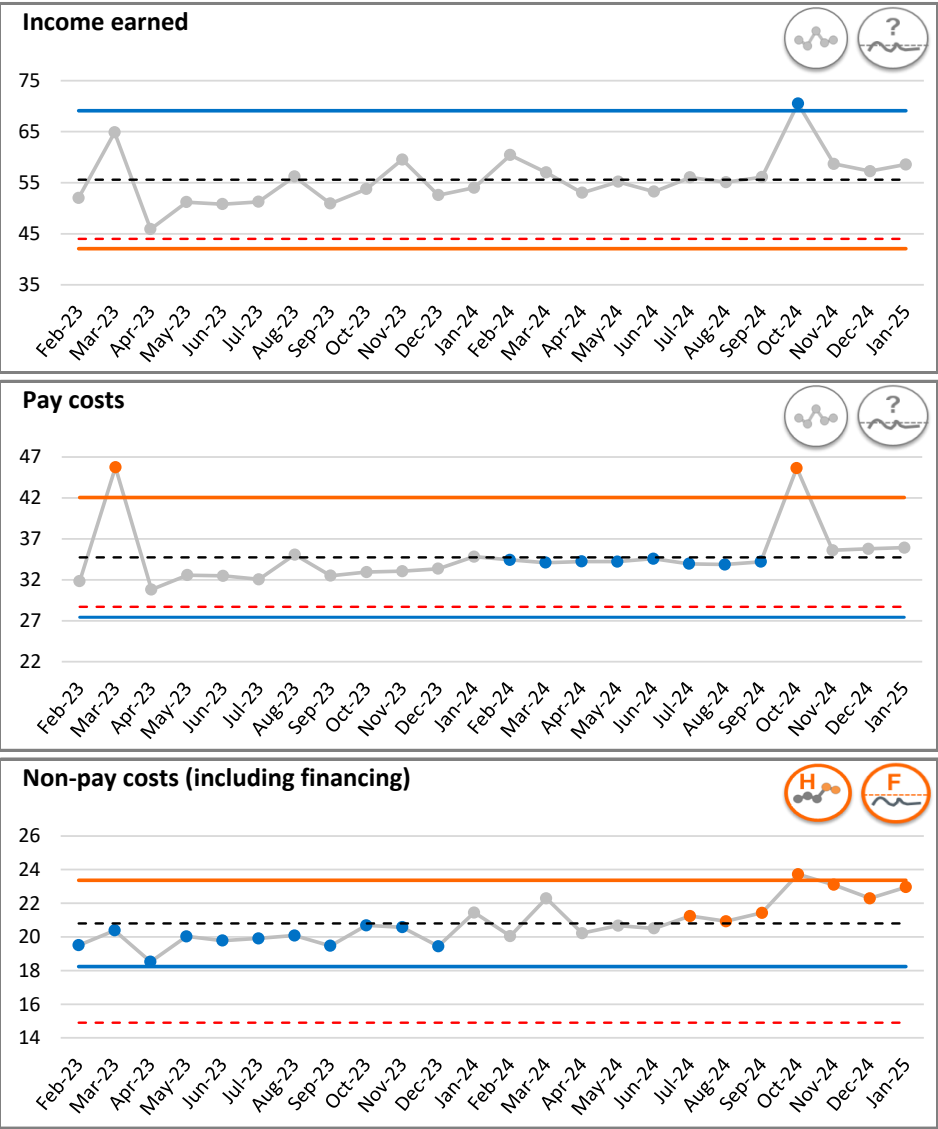 Income earned
?
75
65
55
45
35
Feb-23 Mar-23 Apr-23 May-23 Jun-23 Jul-23 Aug-23 Sep-23 Oct-23 Nov-23 Dec-23 Jan-24 Feb-24 Mar-24 Apr-24 May-24 Jun-24 Jul-24 Aug-24 Sep-24 Oct-24 Nov-24 Dec-24 Jan-25
Pay costs
?
47
42
37
32
27
22
Feb-23 Mar-23 Apr-23 May-23 Jun-23 Jul-23 Aug-23 Sep-23 Oct-23 Nov-23 Dec-23 Jan-24 Feb-24 Mar-24 Apr-24 May-24 Jun-24 Jul-24 Aug-24 Sep-24 Oct-24 Nov-24 Dec-24 Jan-25
Non-pay costs (including financing)
H F
26
24
22
20
18
16
14
Feb-23 Mar-23 Apr-23 May-23 Jun-23 Jul-23 Aug-23 Sep-23 Oct-23 Nov-23 Dec-23 Jan-24 Feb-24 Mar-24 Apr-24 May-24 Jun-24 Jul-24 Aug-24 Sep-24 Oct-24 Nov-24 Dec-24 Jan-25